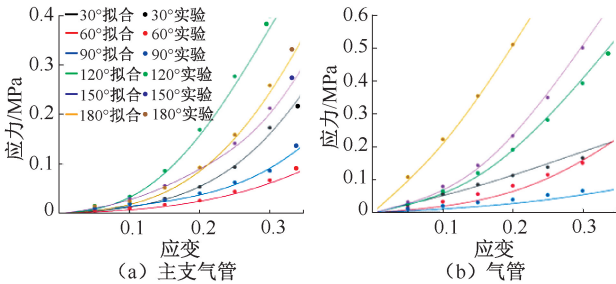 0.4
0.3
0.2
0.1
0
应力/MPa
30°拟合 30°实验
60°拟合 60°实验
90°拟合 90°实验
120°拟合 120°实验
150°拟合 150°实验
180°拟合 180°实验
0.1 0.2 0.3
应变
(a) 主支气管
0.6
0.5
0.4
0.3
0.2
0.1
0
应力/MPa
0.1 0.2 0.3
应变
(b) 气管